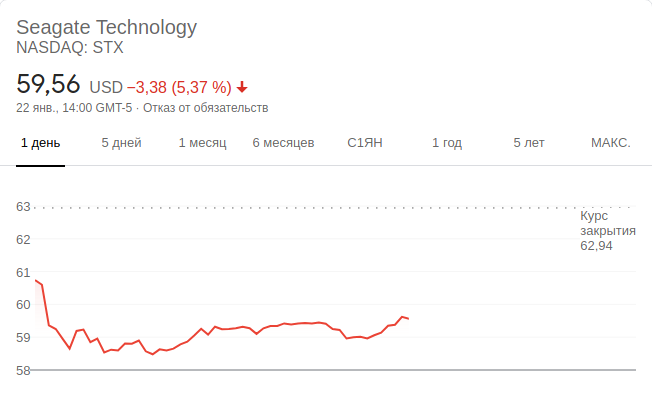 Seagate Technology
NASDAQ: STX
59,56 USD −3,38 (5,37 %)
22 янв., 14:00 GMT-5 · Отказ от обязательств
1 день 5 дней 1 месяц 6 месяцев С1ЯН 1 год 5 лет МАКС.
63
Курс
закрытия
62,94
62
61
60
59
58